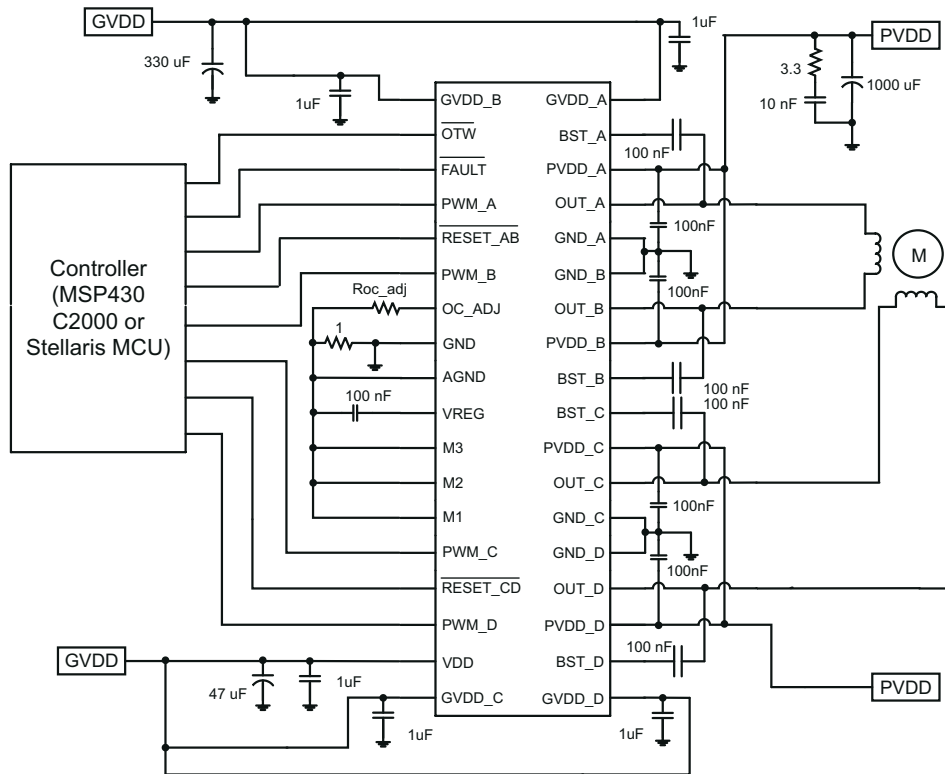 GVDD
1uF
PVDD
330 uF
1uF
3.3
1000 uF
10 nF
GVDD_B
GVDD_A
OTW
BST_A
100 nF
FAULT
PVDD_A
PWM_A
OUT_A
100nF
RESET_AB
GND_A
Controller
(MSP430
C2000 or
Stellaris MCU)
M
PWM_B
GND_B
100nF
Roc_adj
OC_ADJ
OUT_B
1
GND
PVDD_B
AGND
BST_B
100 nF
100 nF
100 nF
VREG
BST_C
M3
PVDD_C
M2
OUT_C
100nF
M1
GND_C
PWM_C
GND_D
100nF
RESET_CD
OUT_D
PWM_D
PVDD_D
100 nF
GVDD
VDD
BST_D
47 uF
1uF
PVDD
GVDD_C
GVDD_D
1uF
1uF